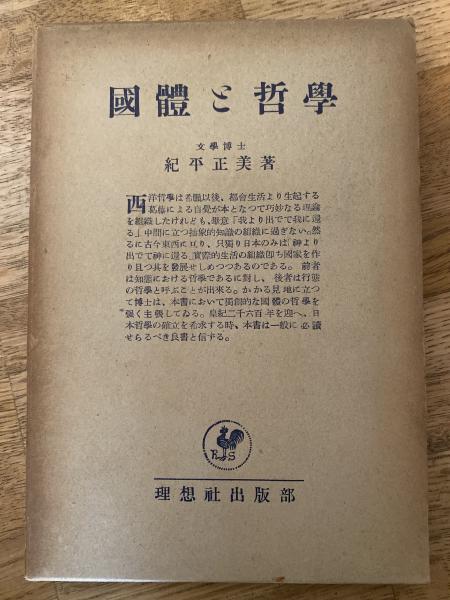 國體と哲學
文學博士
紀平正美著
西洋哲學は希臘以後、都會生活より生起する
葛藤による自覺が本となつて巧妙なる理論
を組織したけれども、畢竟「我より出でて我に還
る」中間に立つ抽象的知識の組織に過ぎない。然
るに古今東西に亘り、只獨り日本のみは「神より
出でて神に還る」實際的生活の組織即ち國家を作
り且つ其を發展せしめつつあるのである。前者
は知態における哲學であるに對し、後者は行態
の哲學と呼ぶことが出來る。かかる見地に立つ
て博士は、本書において獨創的な國體の哲學を
強く主張してゐる。皇紀二千六百年を迎へ、日
本哲學の確立を希求する時、本書は一般に必讀
せらるべき良書と信ずる。
R S
理想社出版部